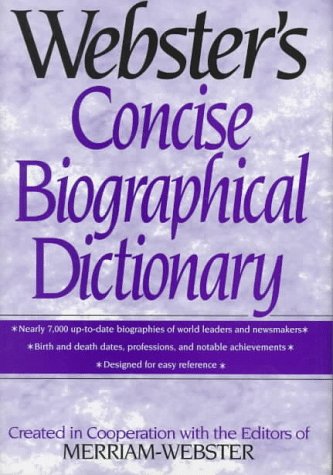 Webster's
Concise
Biographical
Dictionary
*Nearly 7,000 up-to-date biographies of world leaders and newsmakers*
*Birth and death dates, professions, and notable achievements*
*Designed for easy reference*
Created in Cooperation with the Editors of
MERRIAM-WEBSTER